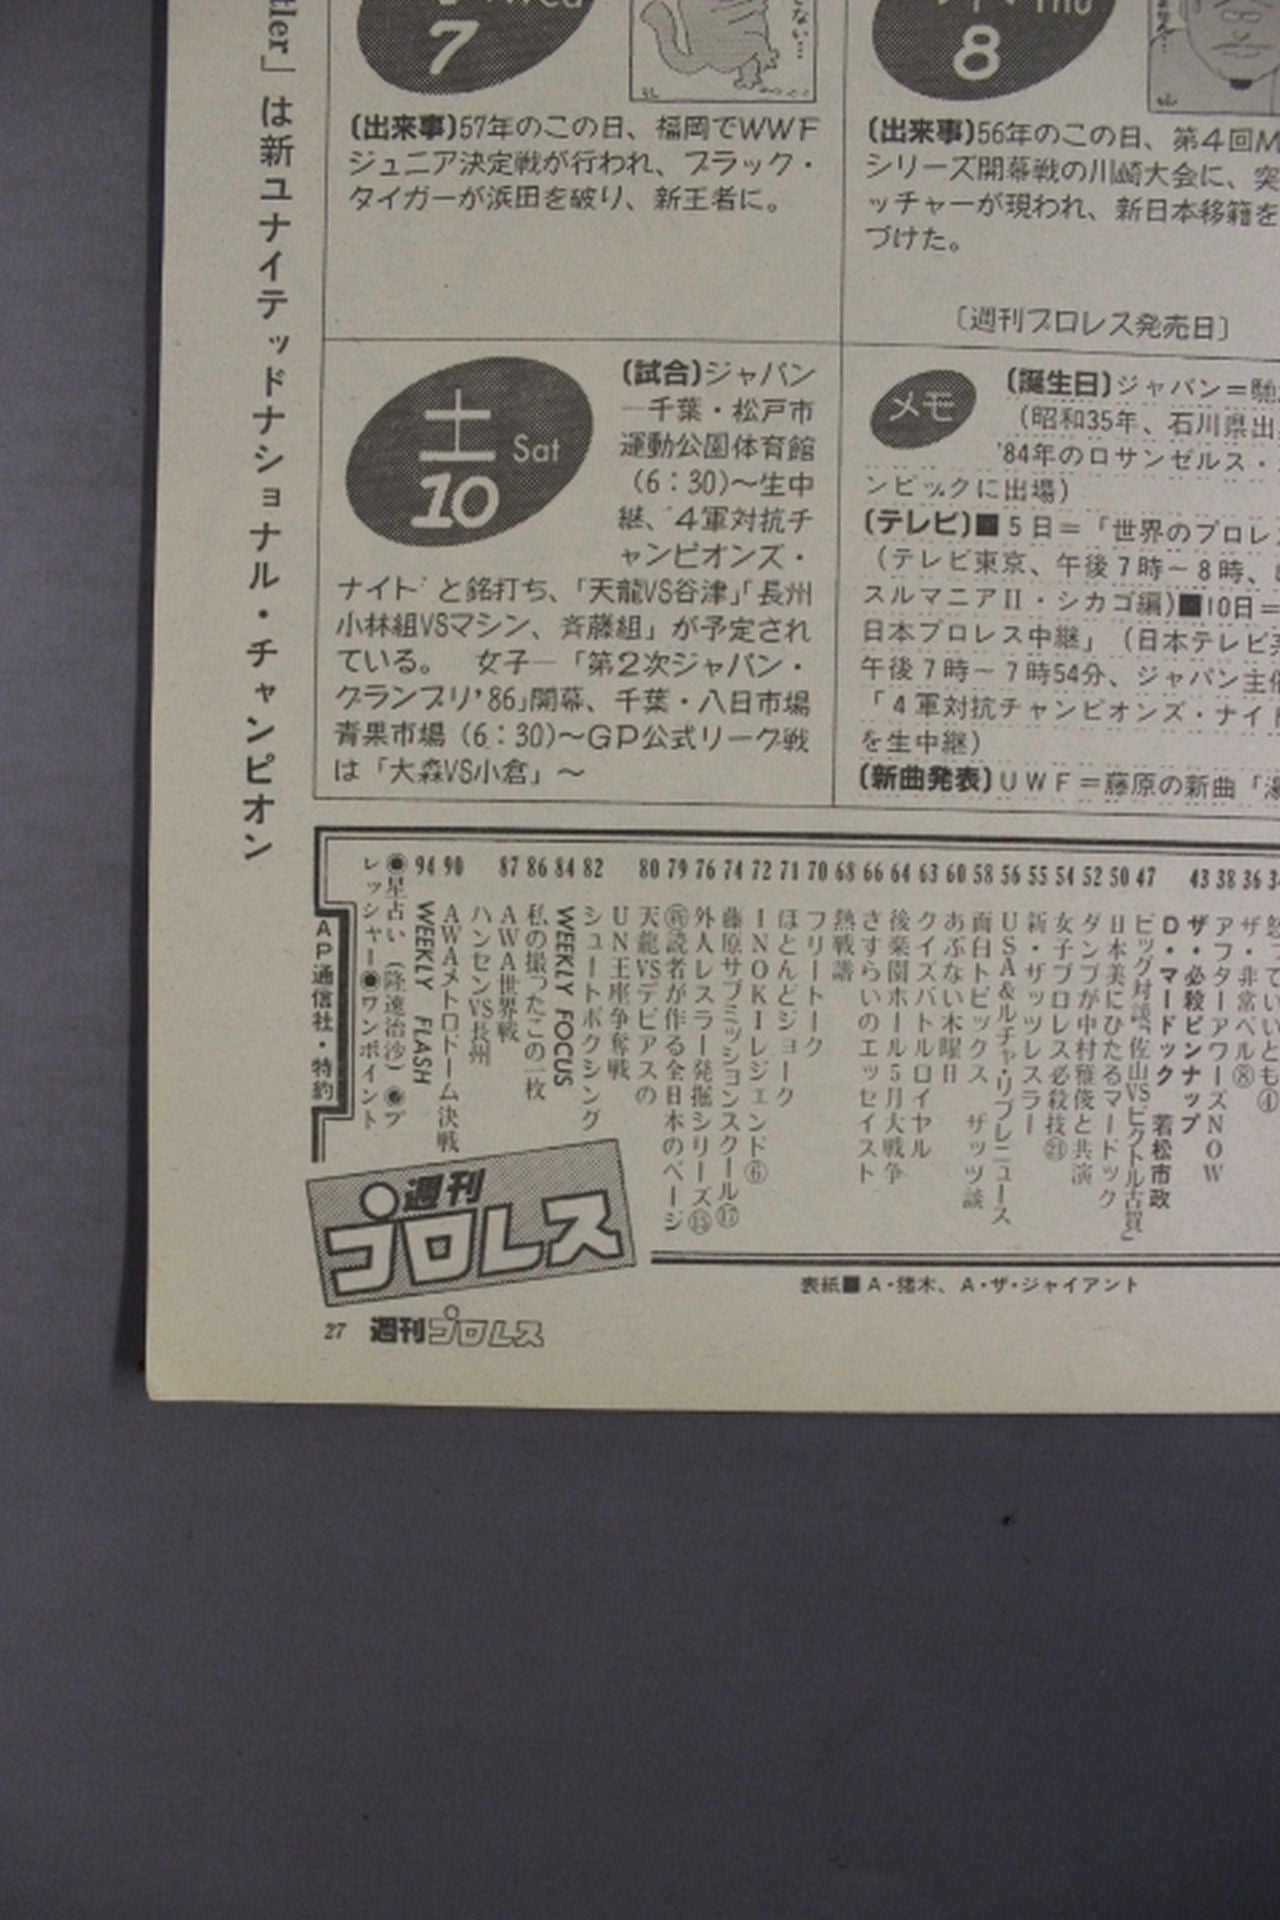 tler」は新ユナイテッドナショナル・チャンピオン
7
8
Thu
(出来事)57年のこの日、福岡でWWF
ジュニア決定戦が行われ、ブラック・
タイガーが浜田を破り、新王者に。
(出来事)56年のこの日、第4回M
シリーズ開幕戦の川崎大会に、突
ッチャーが現われ、新日本移籍を
づけた。
〔週刊プロレス発売日〕
土
Sat
10
(試合)ジャパン
―千葉・松戸市
運動公園体育館
(6:30)～生中
継、4軍対抗チ
ャンピオンズ・
ナイト゛と銘打ち、「天龍VS谷津」「長州
小林組VSマシン、斉藤組」が予定され
ている。 女子―「第2次ジャパン・
グランプリ'86」開幕、千葉・八日市場
青果市場(6:30)～GP公式リーグ戦
は「大森VS小倉」～
メモ
(誕生日)ジャパン=馳
(昭和35年、石川県出
'84年のロサンゼルス・
ンピックに出場)
(テレビ)■5日=「世界のプロレ
(テレビ東京、午後7時～8時、
スルマニアII・シカゴ編)■10日=
日本プロレス中継」(日本テレビ
午後7時～7時54分、ジャパン主
「4軍対抗チャンピオンズ・ナイ
を生中継)
(新曲発表)UWF=藤原の新曲「
36 ザ・非常ベル⑧
38 アフターアワーズNOW
43 ザ・必殺ピンナップ
D・マードック 若松市政
47 ビッグ対談“佐山VSビクトル古賀”
50 日本美にひたるマードック
52 ダンプが中村雅俊と共演
54 女子プロレス必殺技㉑
55 新・ザッツレスラー
56 USA&ルチャ・リブレニュース
58 面白トピックス ザッツ談
60 あぶない木曜日
63 クイズバトルロイヤル
64 後楽園ホール5月大戦争
66 さすらいのエッセイスト
68 熱戦譜
70 フリートーク
71 ほとんどジョーク
72 INOKIレジェンド⑥
74 藤原サブミッションスクール⑰
76 外人レスラー発掘シリーズ⑮
79 ㊟読者が作る全日本のページ
80 天龍VSデビアスの
UN王座争奪戦
82 シュートボクシング
84 WEEKLY FOCUS
86 私の撮ったこの一枚
87 AWA世界戦
ハンセンVS長州
90 AWAメトロドーム決戦
94 WEEKLY FLASH
◉星占い(隆遠治沙)◉プ
レッシャー◉ワンポイント
AP通信社・特約
週刊
プロレス
表紙■A・猪木、A・ザ・ジャイアント
27 週刊プロレス